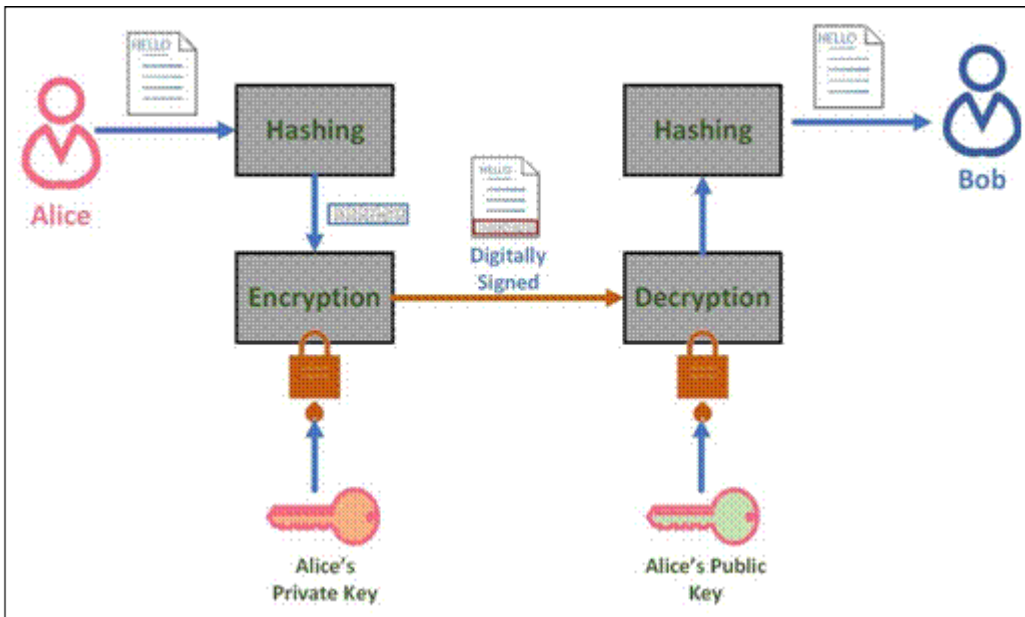 HELLO
HELLO
Hashing
Hashing
Alice
HELLO
Bob
Digitally
Signed
Encryption
Decryption
Alice's
Private Key
Alice's Public
Key